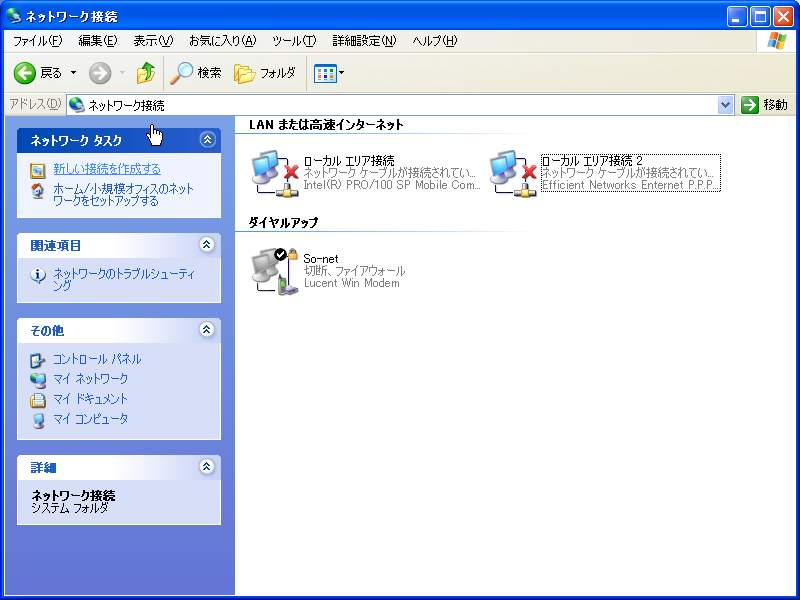 ネットワーク接続
ファイル(F) 編集(E) 表示(V) お気に入り(A) ツール(T) 詳細設定(N) ヘルプ(H)
戻る 検索 フォルダ
アドレス(D) ネットワーク接続 移動
ネットワーク タスク
新しい接続を作成する
ホーム/小規模オフィスのネット
ワークをセットアップする
関連項目
ネットワークのトラブルシューティ
ング
その他
コントロール パネル
マイ ネットワーク
マイ ドキュメント
マイ コンピュータ
詳細
ネットワーク接続
システム フォルダ
LAN または高速インターネット
ローカル エリア接続
ネットワーク ケーブルが接続されてい...
Intel(R) PRO/100 SP Mobile Com...
ローカル エリア接続 2
ネットワーク ケーブルが接続されてい...
Efficient Networks Enternet P.P.P...
ダイヤルアップ
So-net
切断、ファイアウォール
Lucent Win Modem